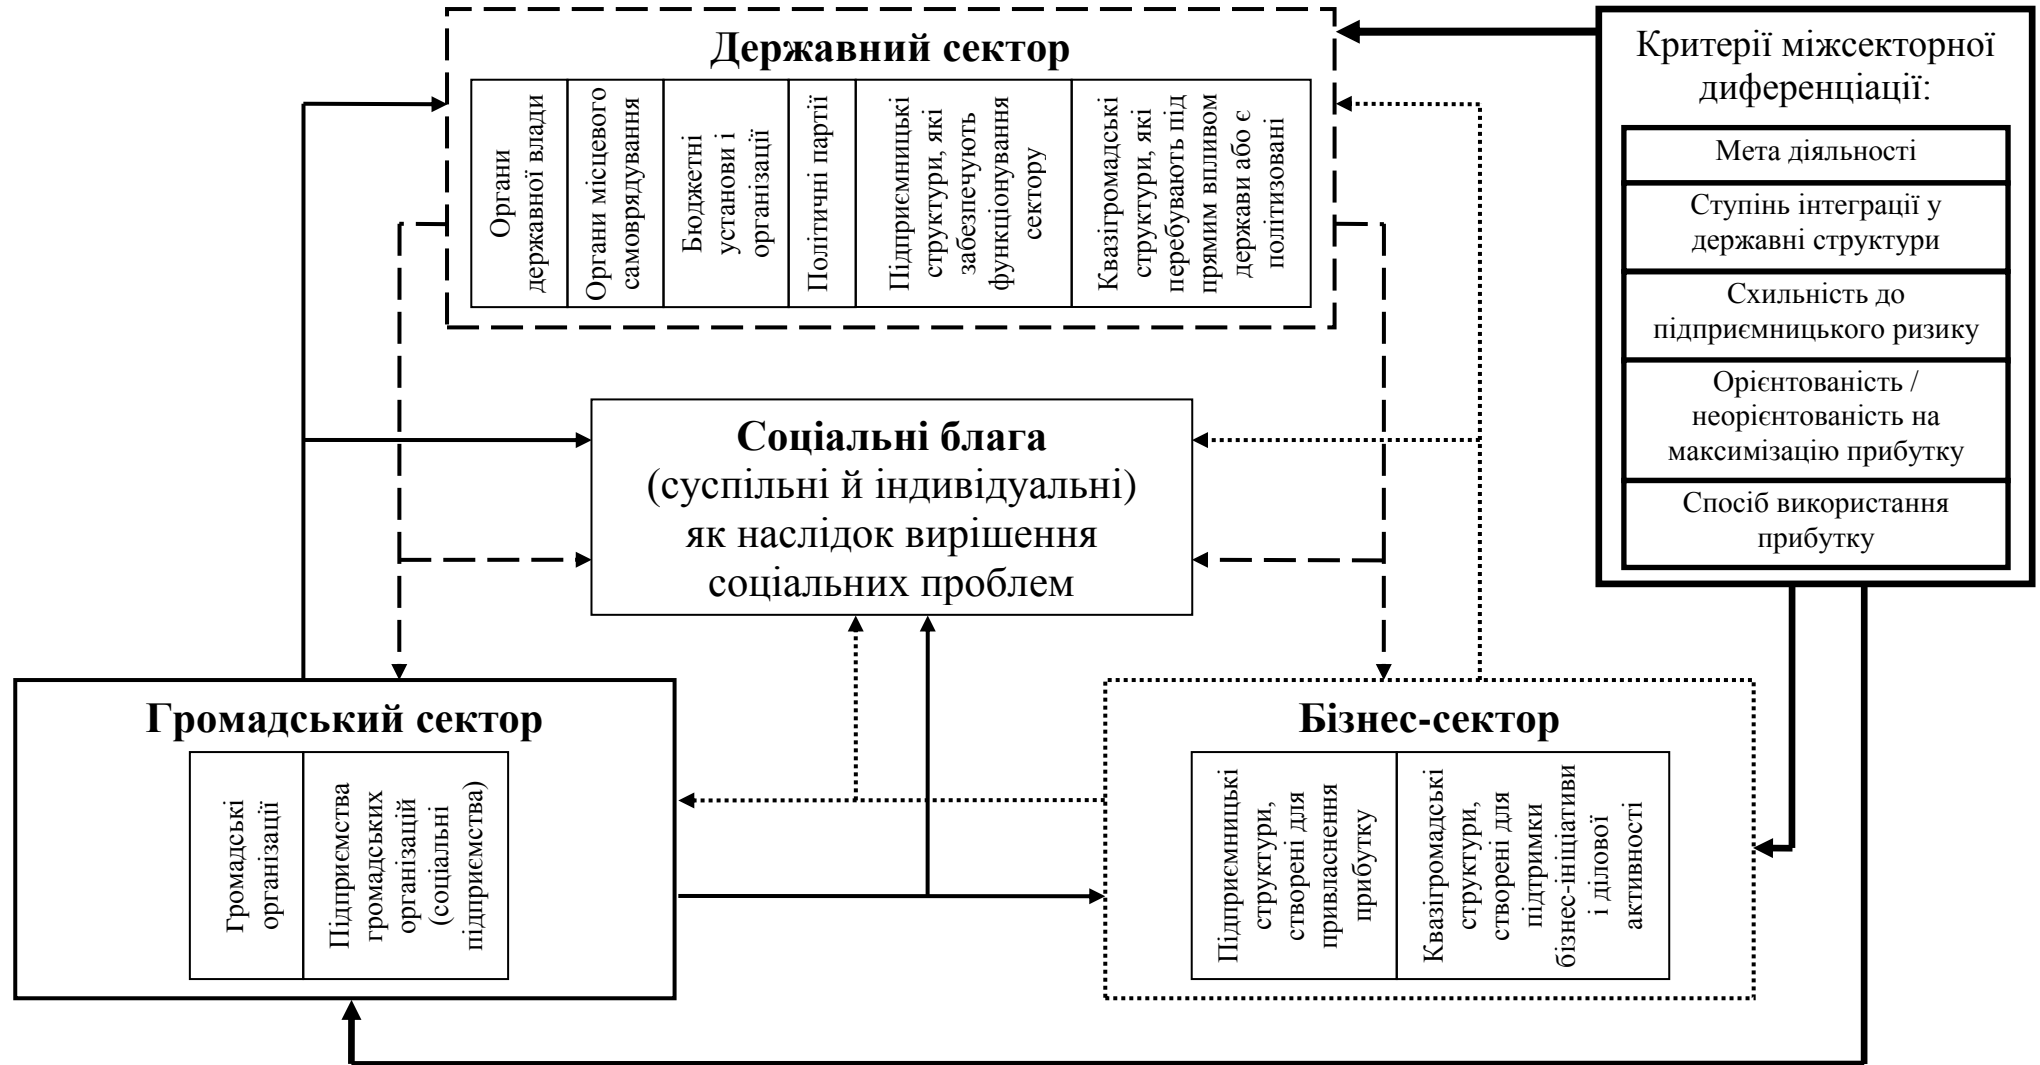 Державний сектор
Органи
державної влади
Органи місцевого
самоврядування
Бюджетні
установи і
організації
Політичні партії
Підприємницькі
структури, які
забезпечують
функціонування
сектору
Квазігромадські
структури, які
перебувають під
прямим впливом
держави або є
політизовані
Критерії міжсекторної
диференціації:
Мета діяльності
Ступінь інтеграції у
державні структури
Схильність до
підприємницького ризику
Орієнтованість /
неорієнтованість на
максимізацію прибутку
Спосіб використання
прибутку
Соціальні блага
(суспільні й індивідуальні)
як наслідок вирішення
соціальних проблем
Громадський сектор
Громадські
організації
Підприємства
громадських
організацій
(соціальні
підприємства)
Бізнес-сектор
Підприємницькі
структури,
створені для
привласнення
прибутку
Квазігромадські
структури,
створені для
підтримки
бізнес-ініціативи
і ділової
активності